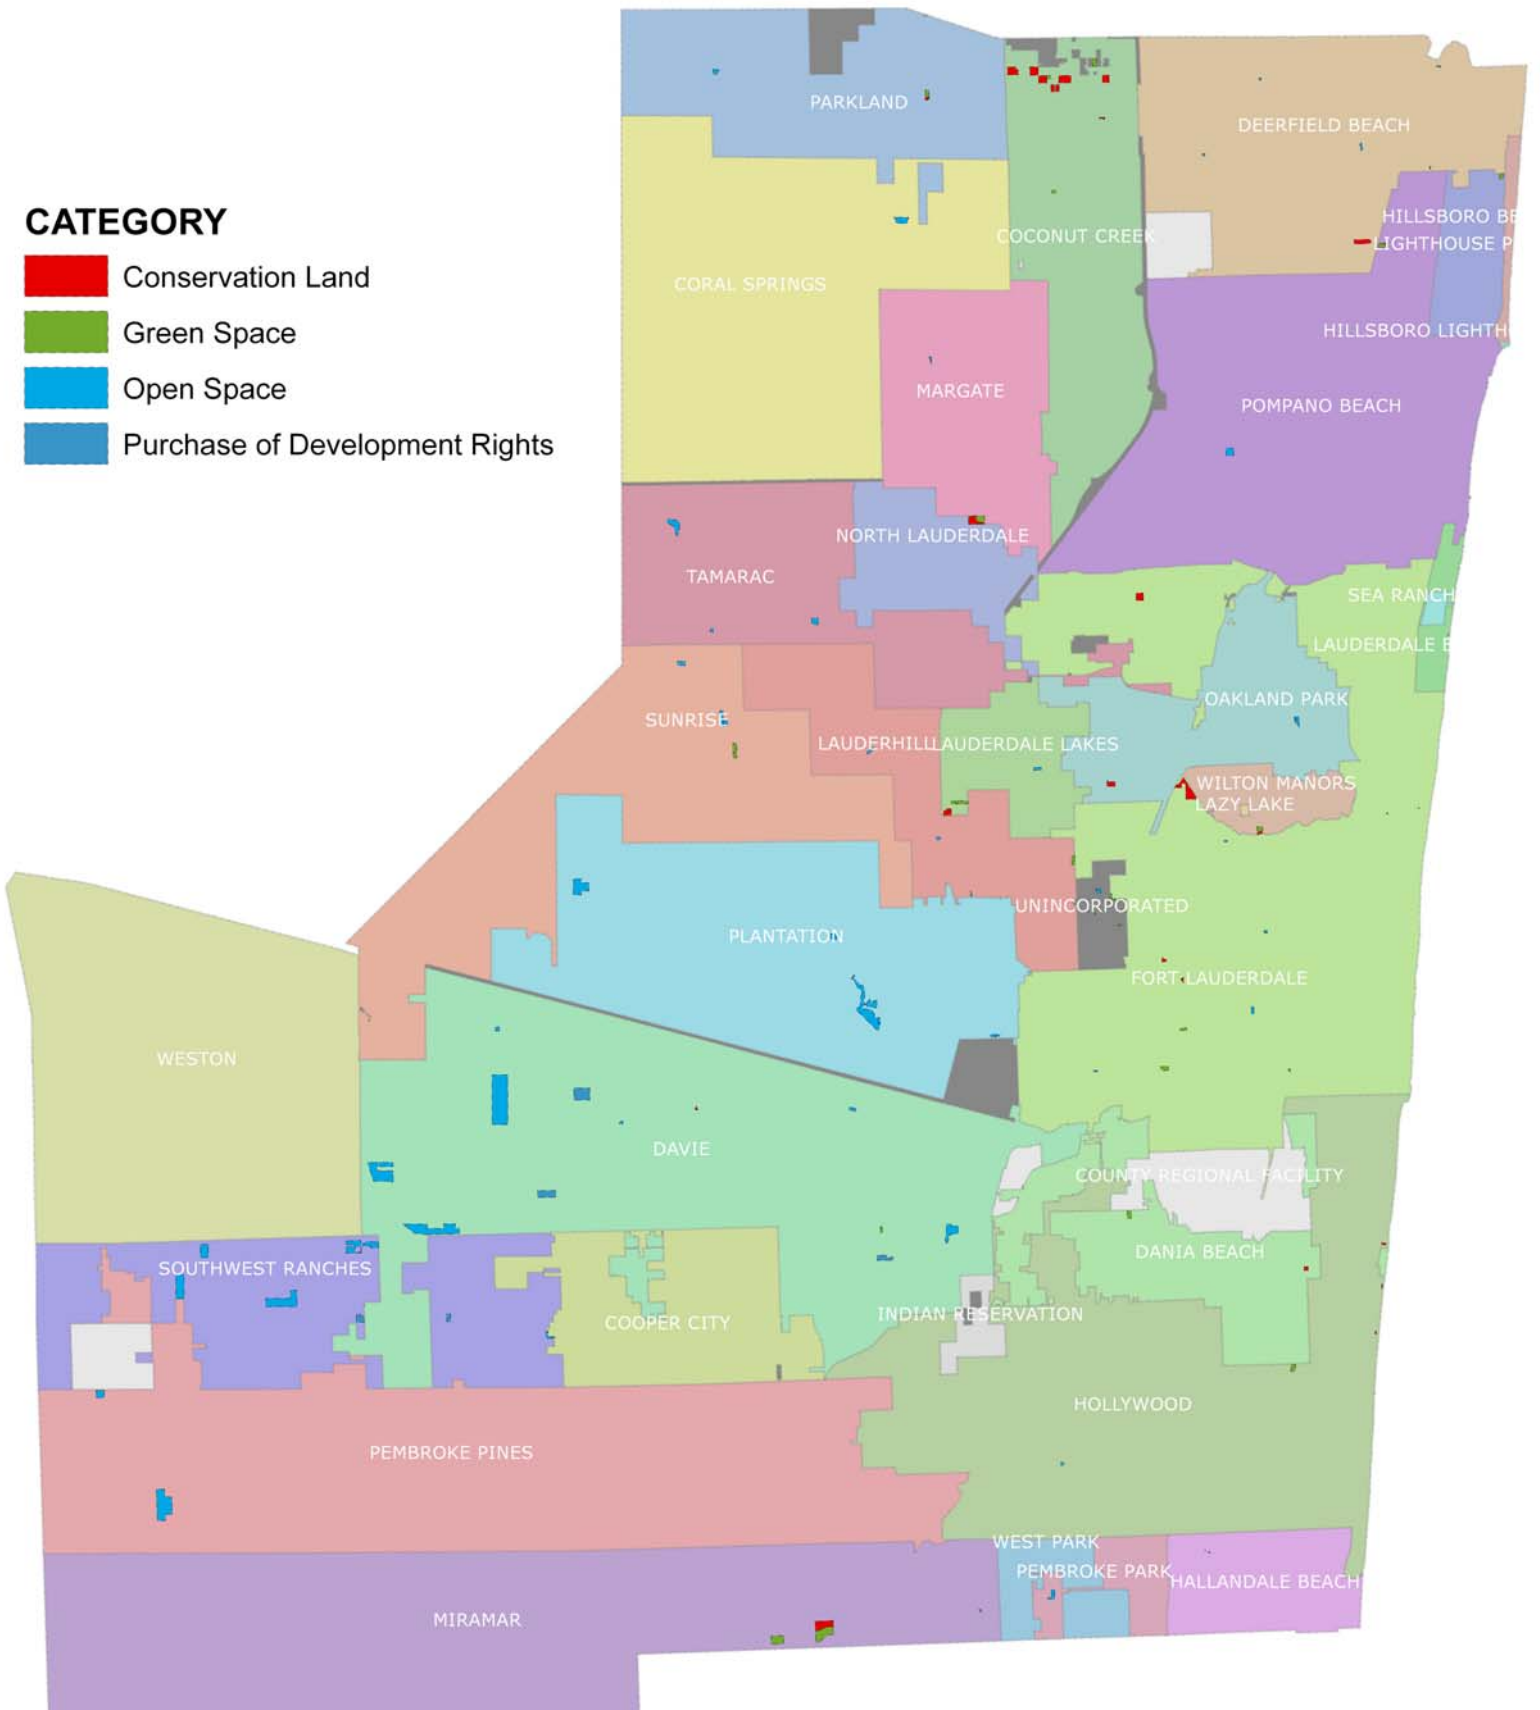 PARKLAND
DEERFIELD BEACH
CATEGORY
Conservation Land
Green Space
Open Space
Purchase of Development Rights
HILLSBORO BE
COCONUT CREEK
LIGHTHOUSE P
CORAL SPRINGS
HILLSBORO LIGHTH
MARGATE
POMPANO BEACH
NORTH LAUDERDALE
TAMARAC
SEA RANCH
LAUDERDALE B
OAKLAND PARK
SUNRISE
LAUDERHILL
LAUDERDALE LAKES
WILTON MANORS
LAZY LAKE
UNINCORPORATED
PLANTATION
FORT LAUDERDALE
WESTON
DAVIE
COUNTY REGIONAL FACILITY
DANIA BEACH
SOUTHWEST RANCHES
INDIAN RESERVATION
COOPER CITY
HOLLYWOOD
PEMBROKE PINES
WEST PARK
PEMBROKE PARK
HALLANDALE BEACH
MIRAMAR